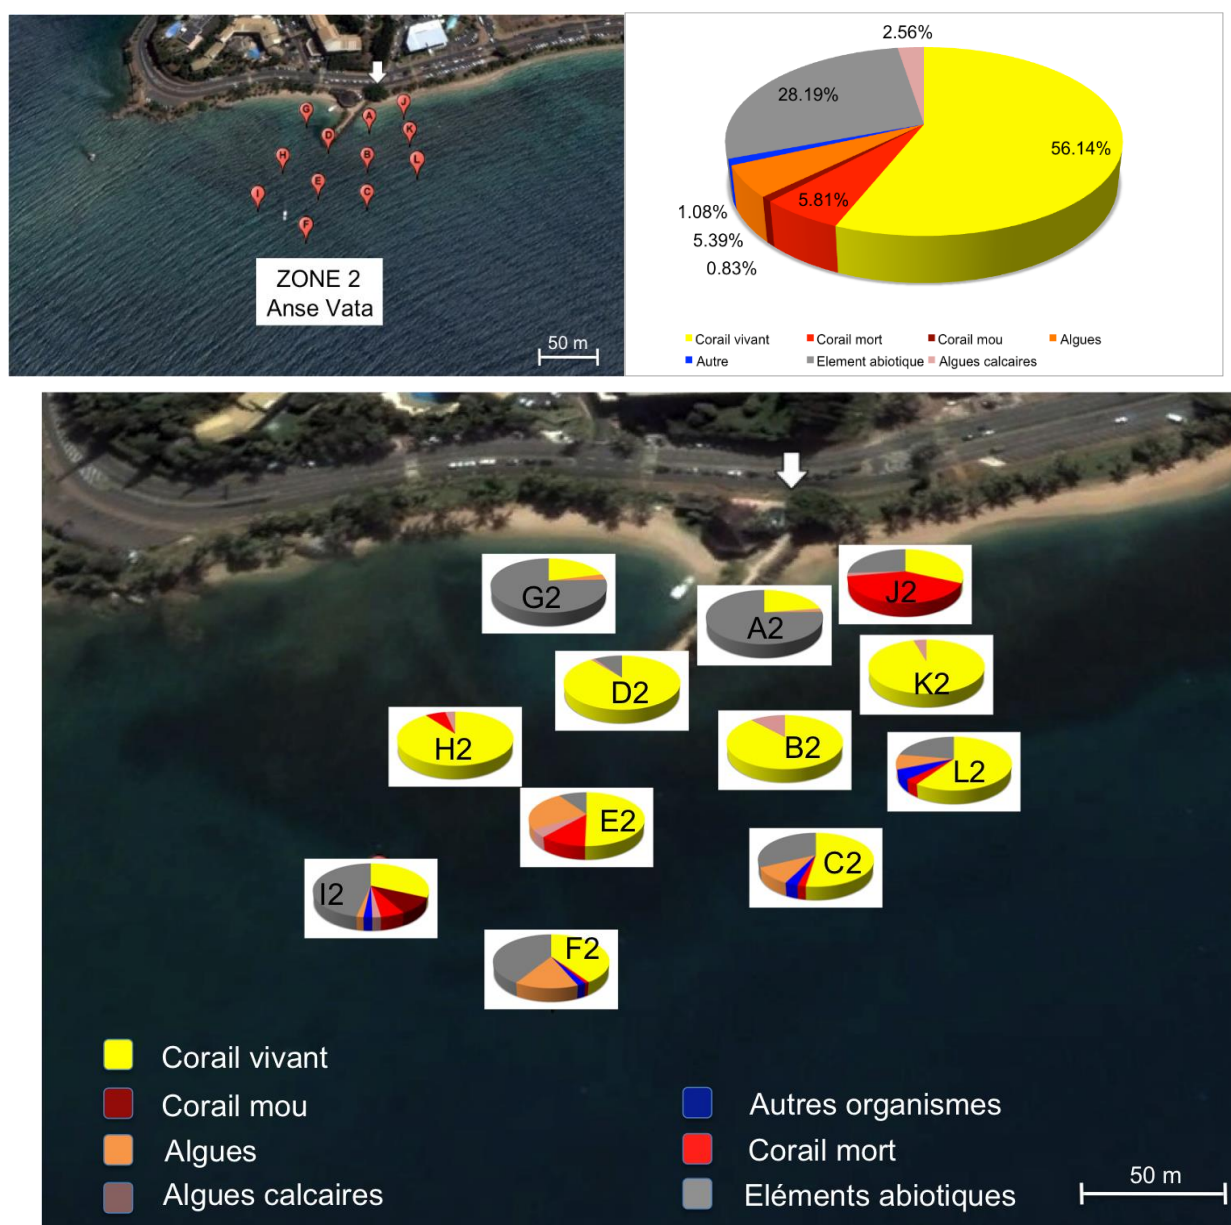 G
A
J
D
K
H
B
L
E
I
C
F
ZONE 2
Anse Vata
50 m
2.56%
28.19%
56.14%
5.81%
1.08%
5.39%
0.83%
Corail vivant
Corail mort
Corail mou
Algues
Autre
Element abiotique
Algues calcaires
G2
A2
J2
D2
K2
H2
B2
L2
E2
C2
I2
F2
Corail vivant
Corail mou
Algues
Algues calcaires
Autres organismes
Corail mort
Eléments abiotiques
50 m